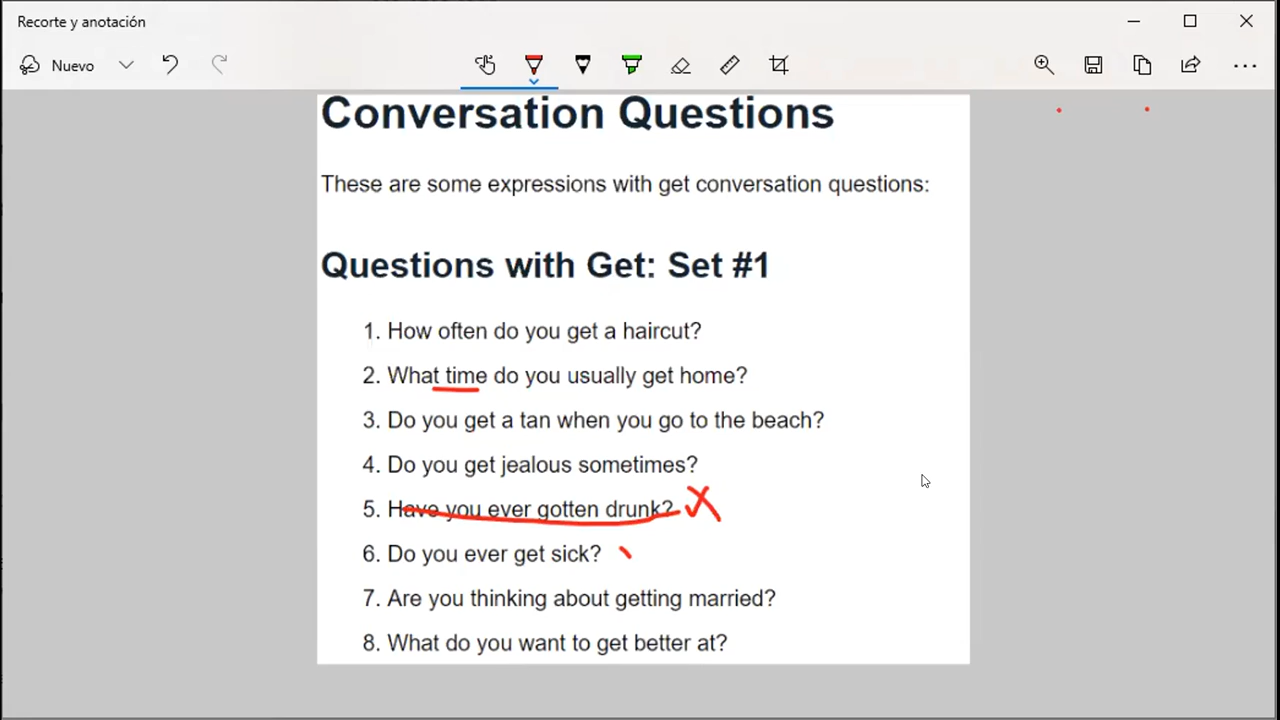 Recorte y anotación
Nuevo
Conversation Questions
These are some expressions with get conversation questions:
Questions with Get: Set #1
1. How often do you get a haircut?
2. What time do you usually get home?
3. Do you get a tan when you go to the beach?
4. Do you get jealous sometimes?
5. Have you ever gotten drunk? X
6. Do you ever get sick?
7. Are you thinking about getting married?
8. What do you want to get better at?